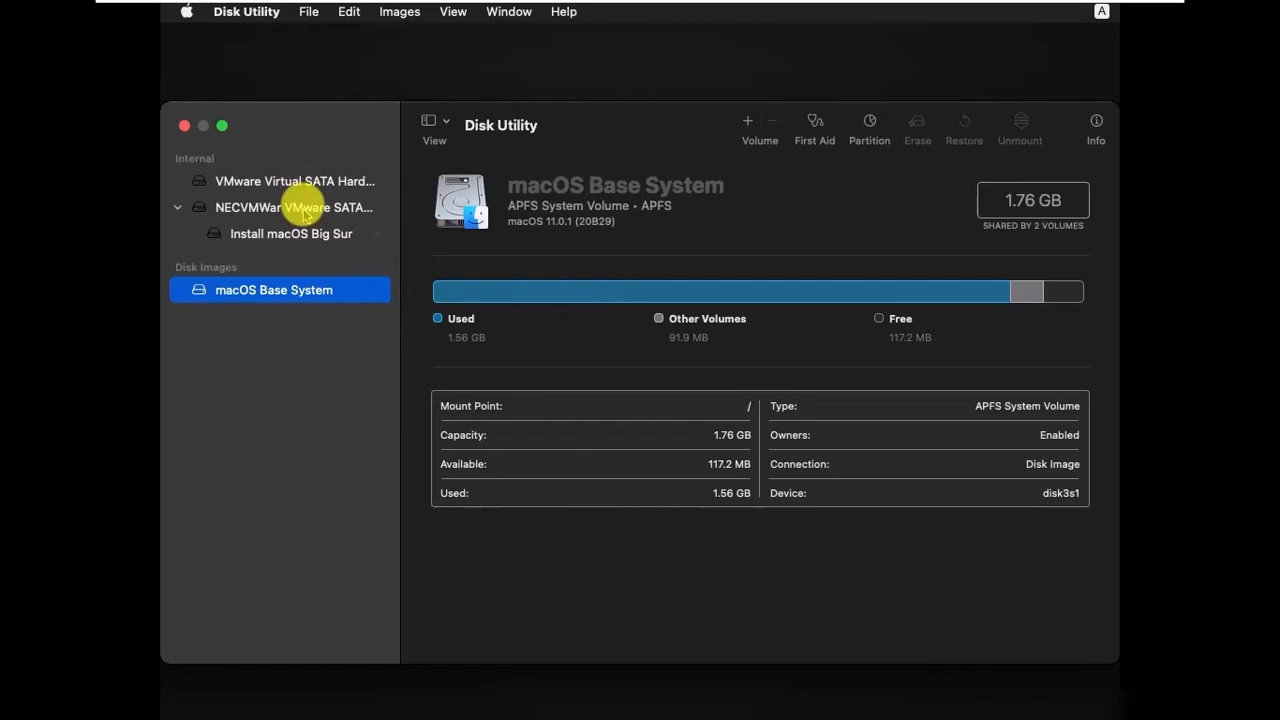 Disk Utility File Edit Images View Window Help A
View
Disk Utility
Volume First Aid Partition Erase Restore Unmount Info
Internal
VMware Virtual SATA Hard...
NECVMWar VMware SATA...
Install macOS Big Sur
Disk Images
macOS Base System
macOS Base System
APFS System Volume • APFS
macOS 11.0.1 (20B29)
1.76 GB
SHARED BY 2 VOLUMES
Used
1.56 GB
Other Volumes
91.9 MB
Free
117.2 MB
Mount Point: /
Capacity: 1.76 GB
Available: 117.2 MB
Used: 1.56 GB
Type: APFS System Volume
Owners: Enabled
Connection: Disk Image
Device: disk3s1